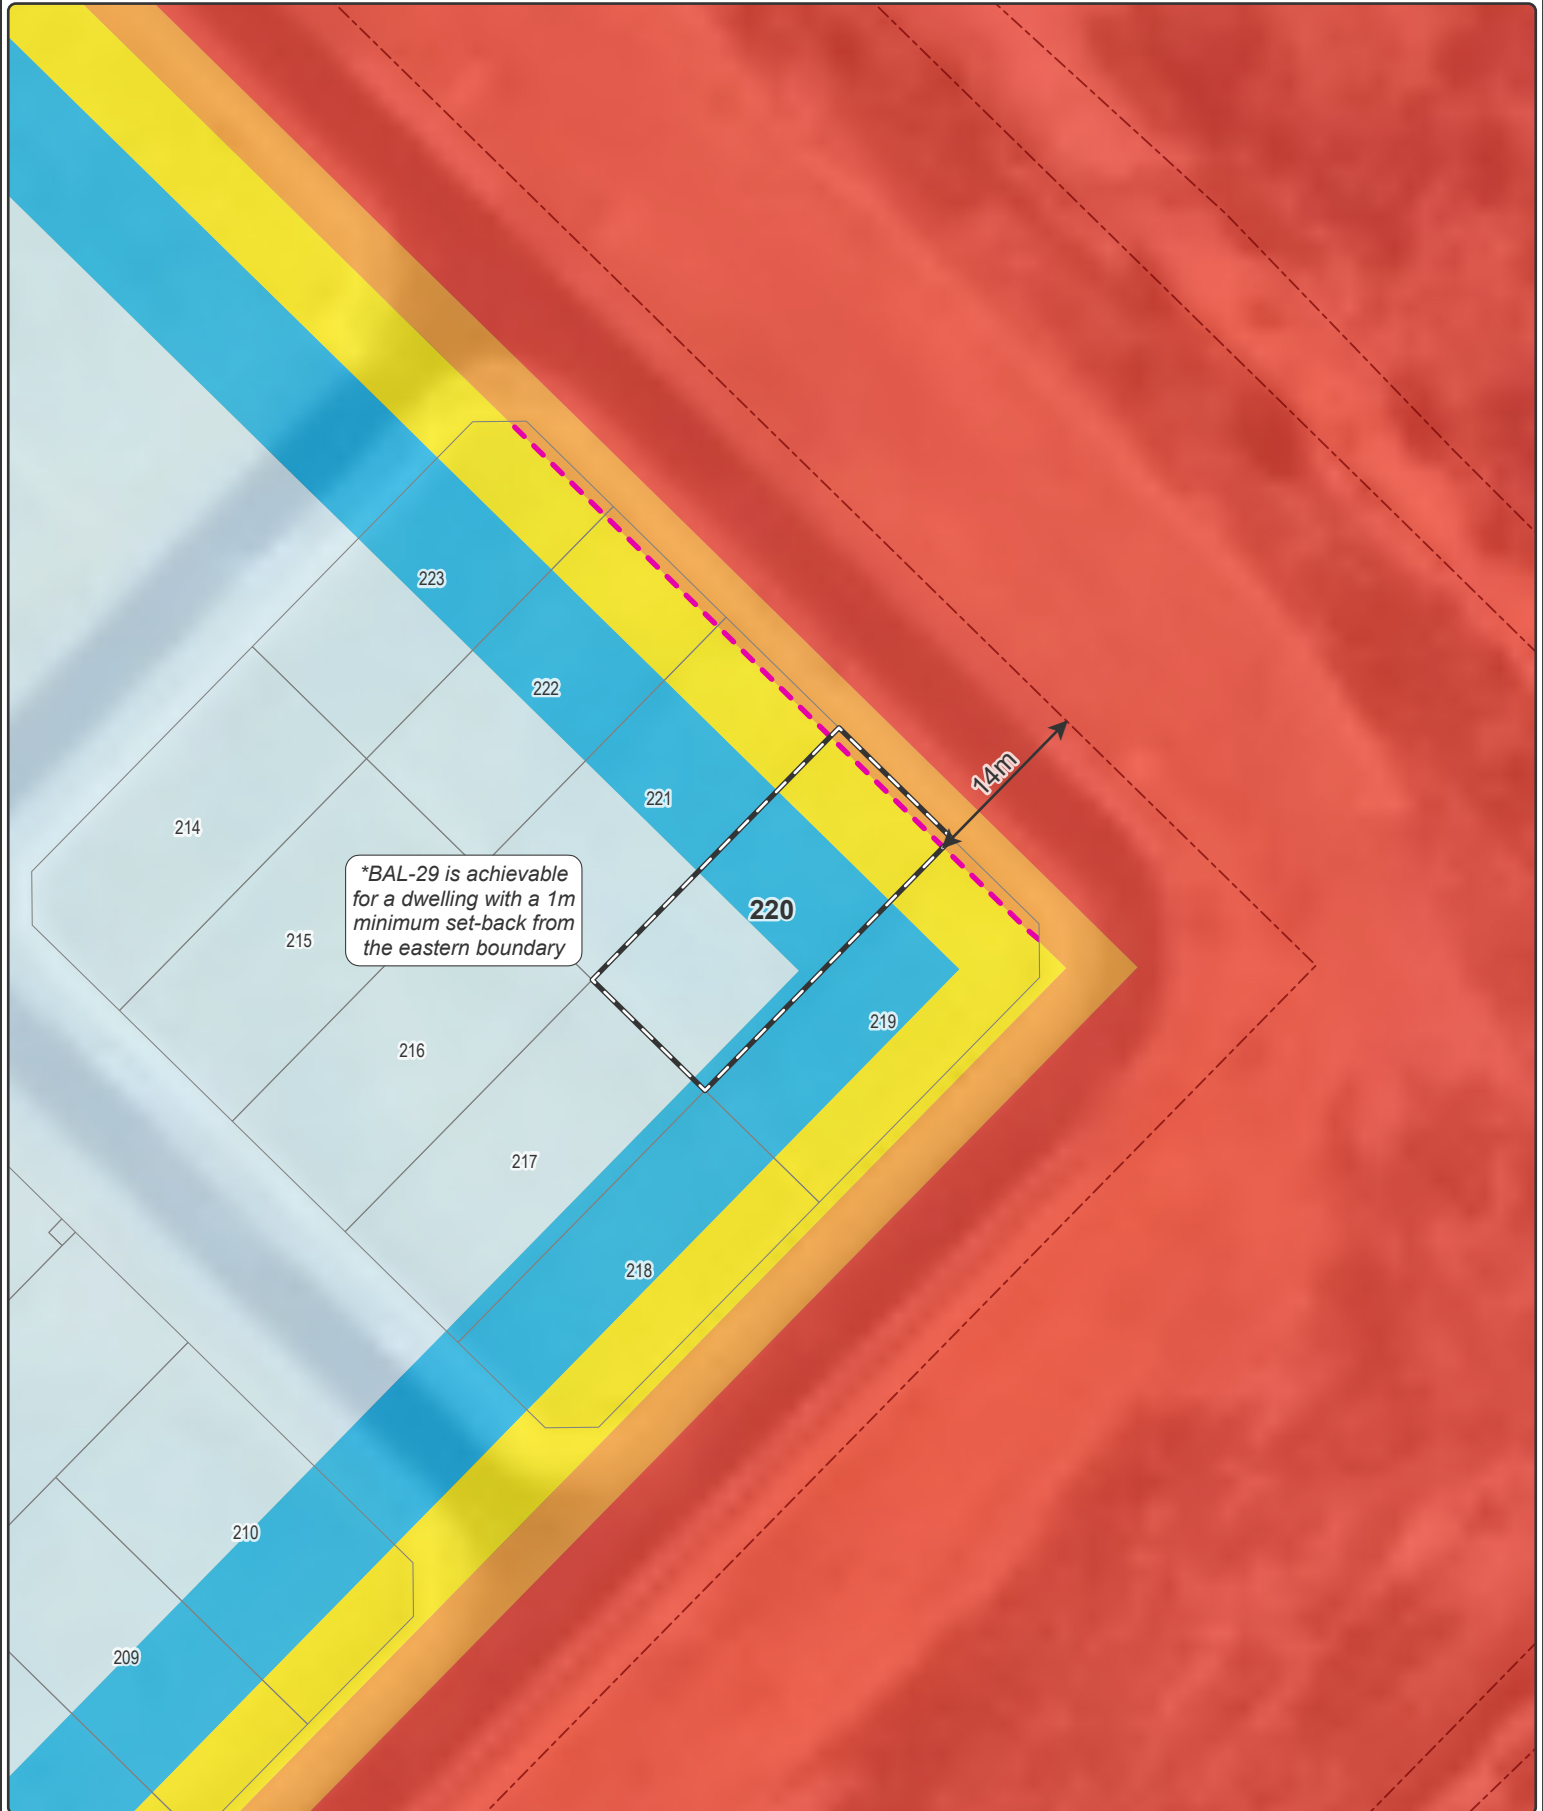 223
222
14m
221
214
*BAL-29 is achievable
for a dwelling with a 1m
minimum set-back from
the eastern boundary
220
215
219
216
217
218
210
209